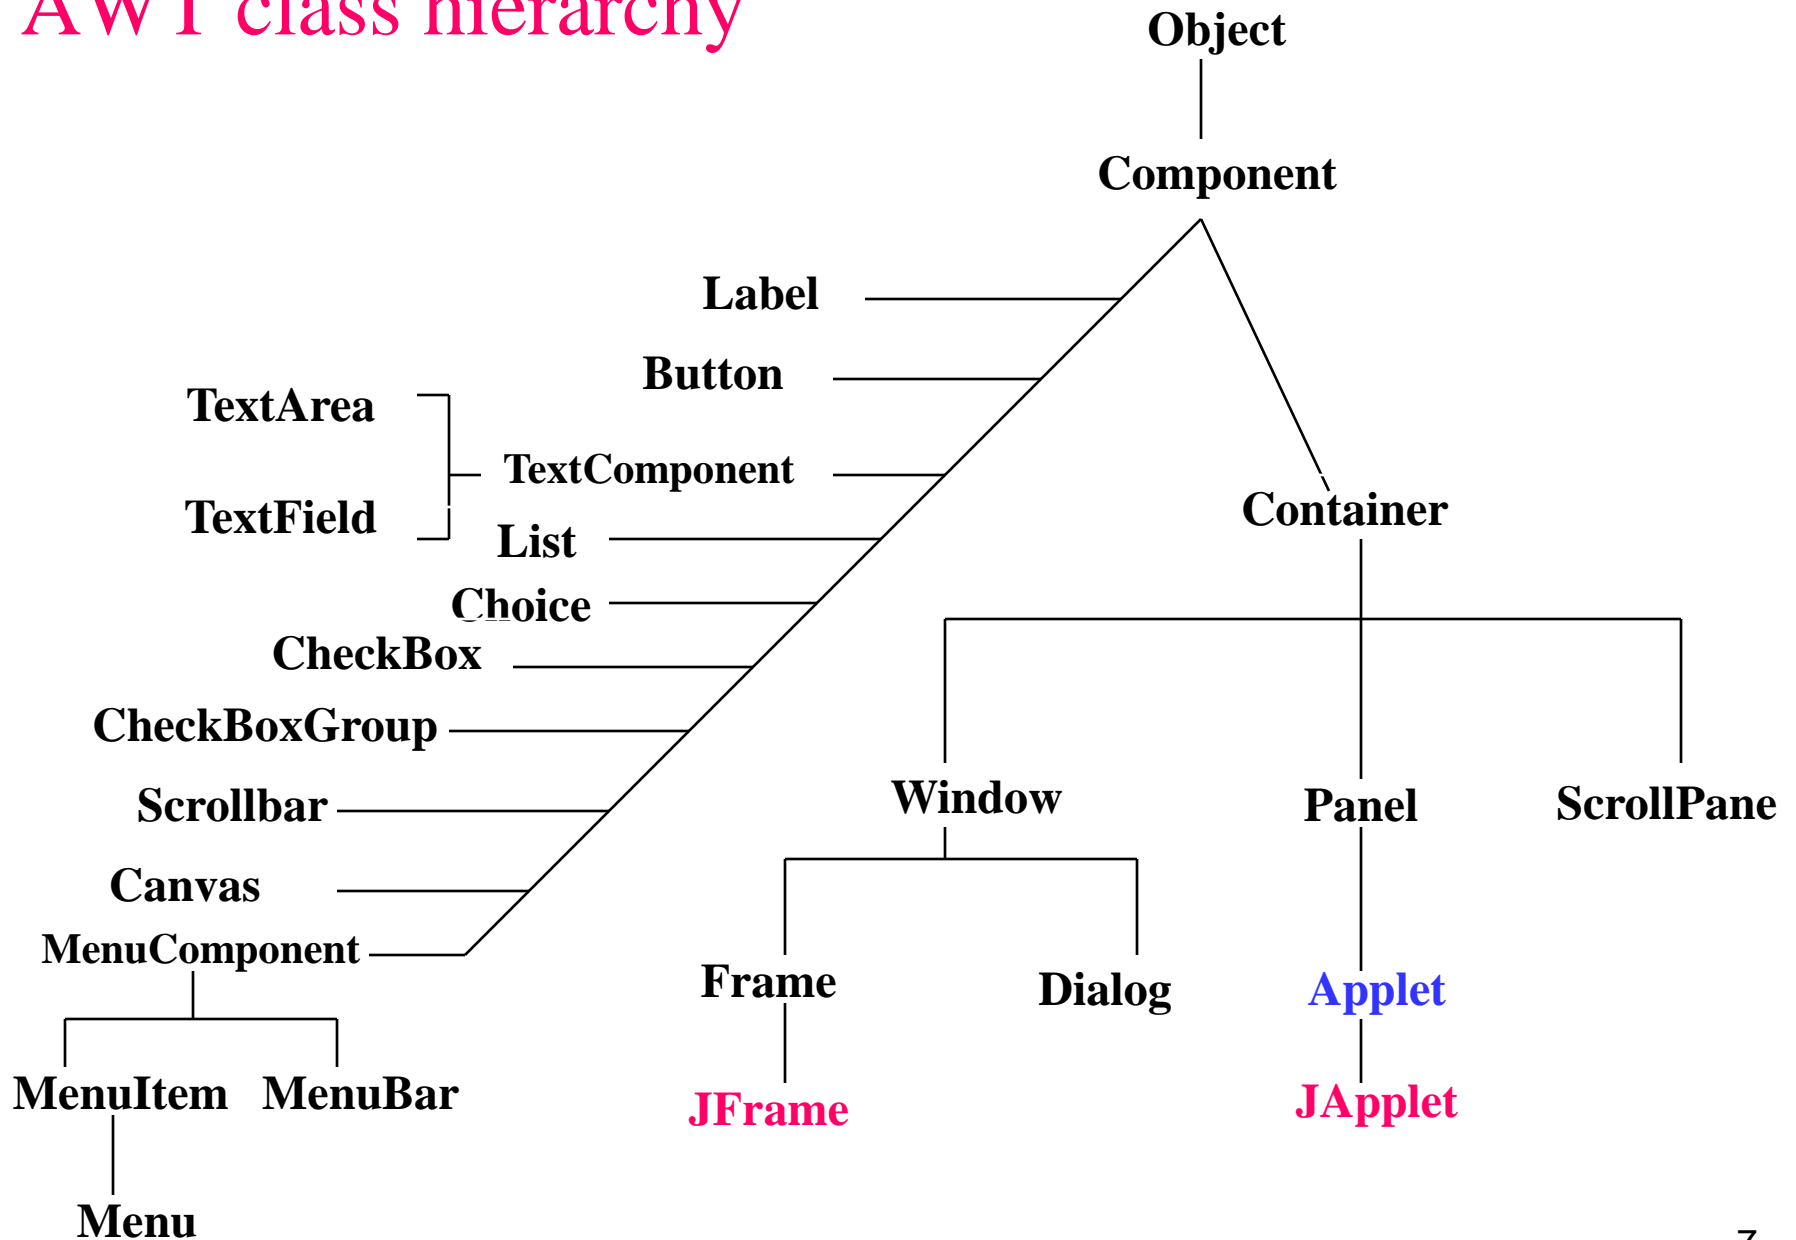 AWT class hierarchy
Object
Component
Label
Button
TextArea
TextComponent
TextField
List
Container
Choice
CheckBox
CheckBoxGroup
Scrollbar
Window
Panel
ScrollPane
Canvas
MenuComponent
Frame
Dialog
Applet
MenuItem
MenuBar
JFrame
JApplet
Menu
7